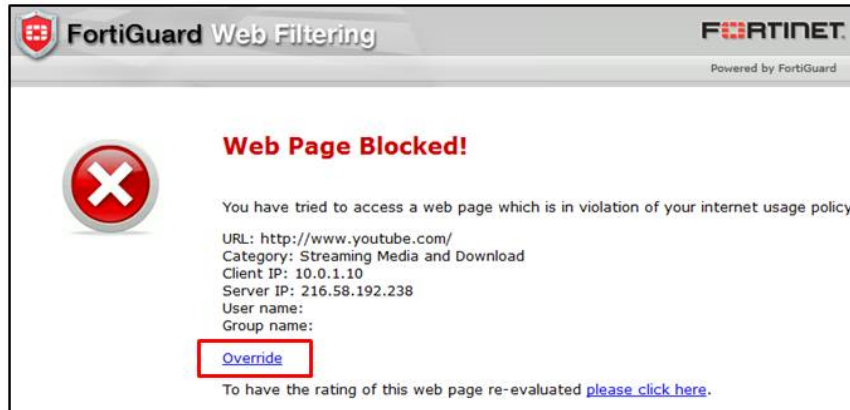 FortiGuard Web Filtering
FORTINET
Powered by FortiGuard
Web Page Blocked!
You have tried to access a web page which is in violation of your internet usage policy
URL: http://www.youtube.com/
Category: Streaming Media and Download
Client IP: 10.0.1.10
Server IP: 216.58.192.238
User name:
Group name:
Override
To have the rating of this web page re-evaluated please click here.